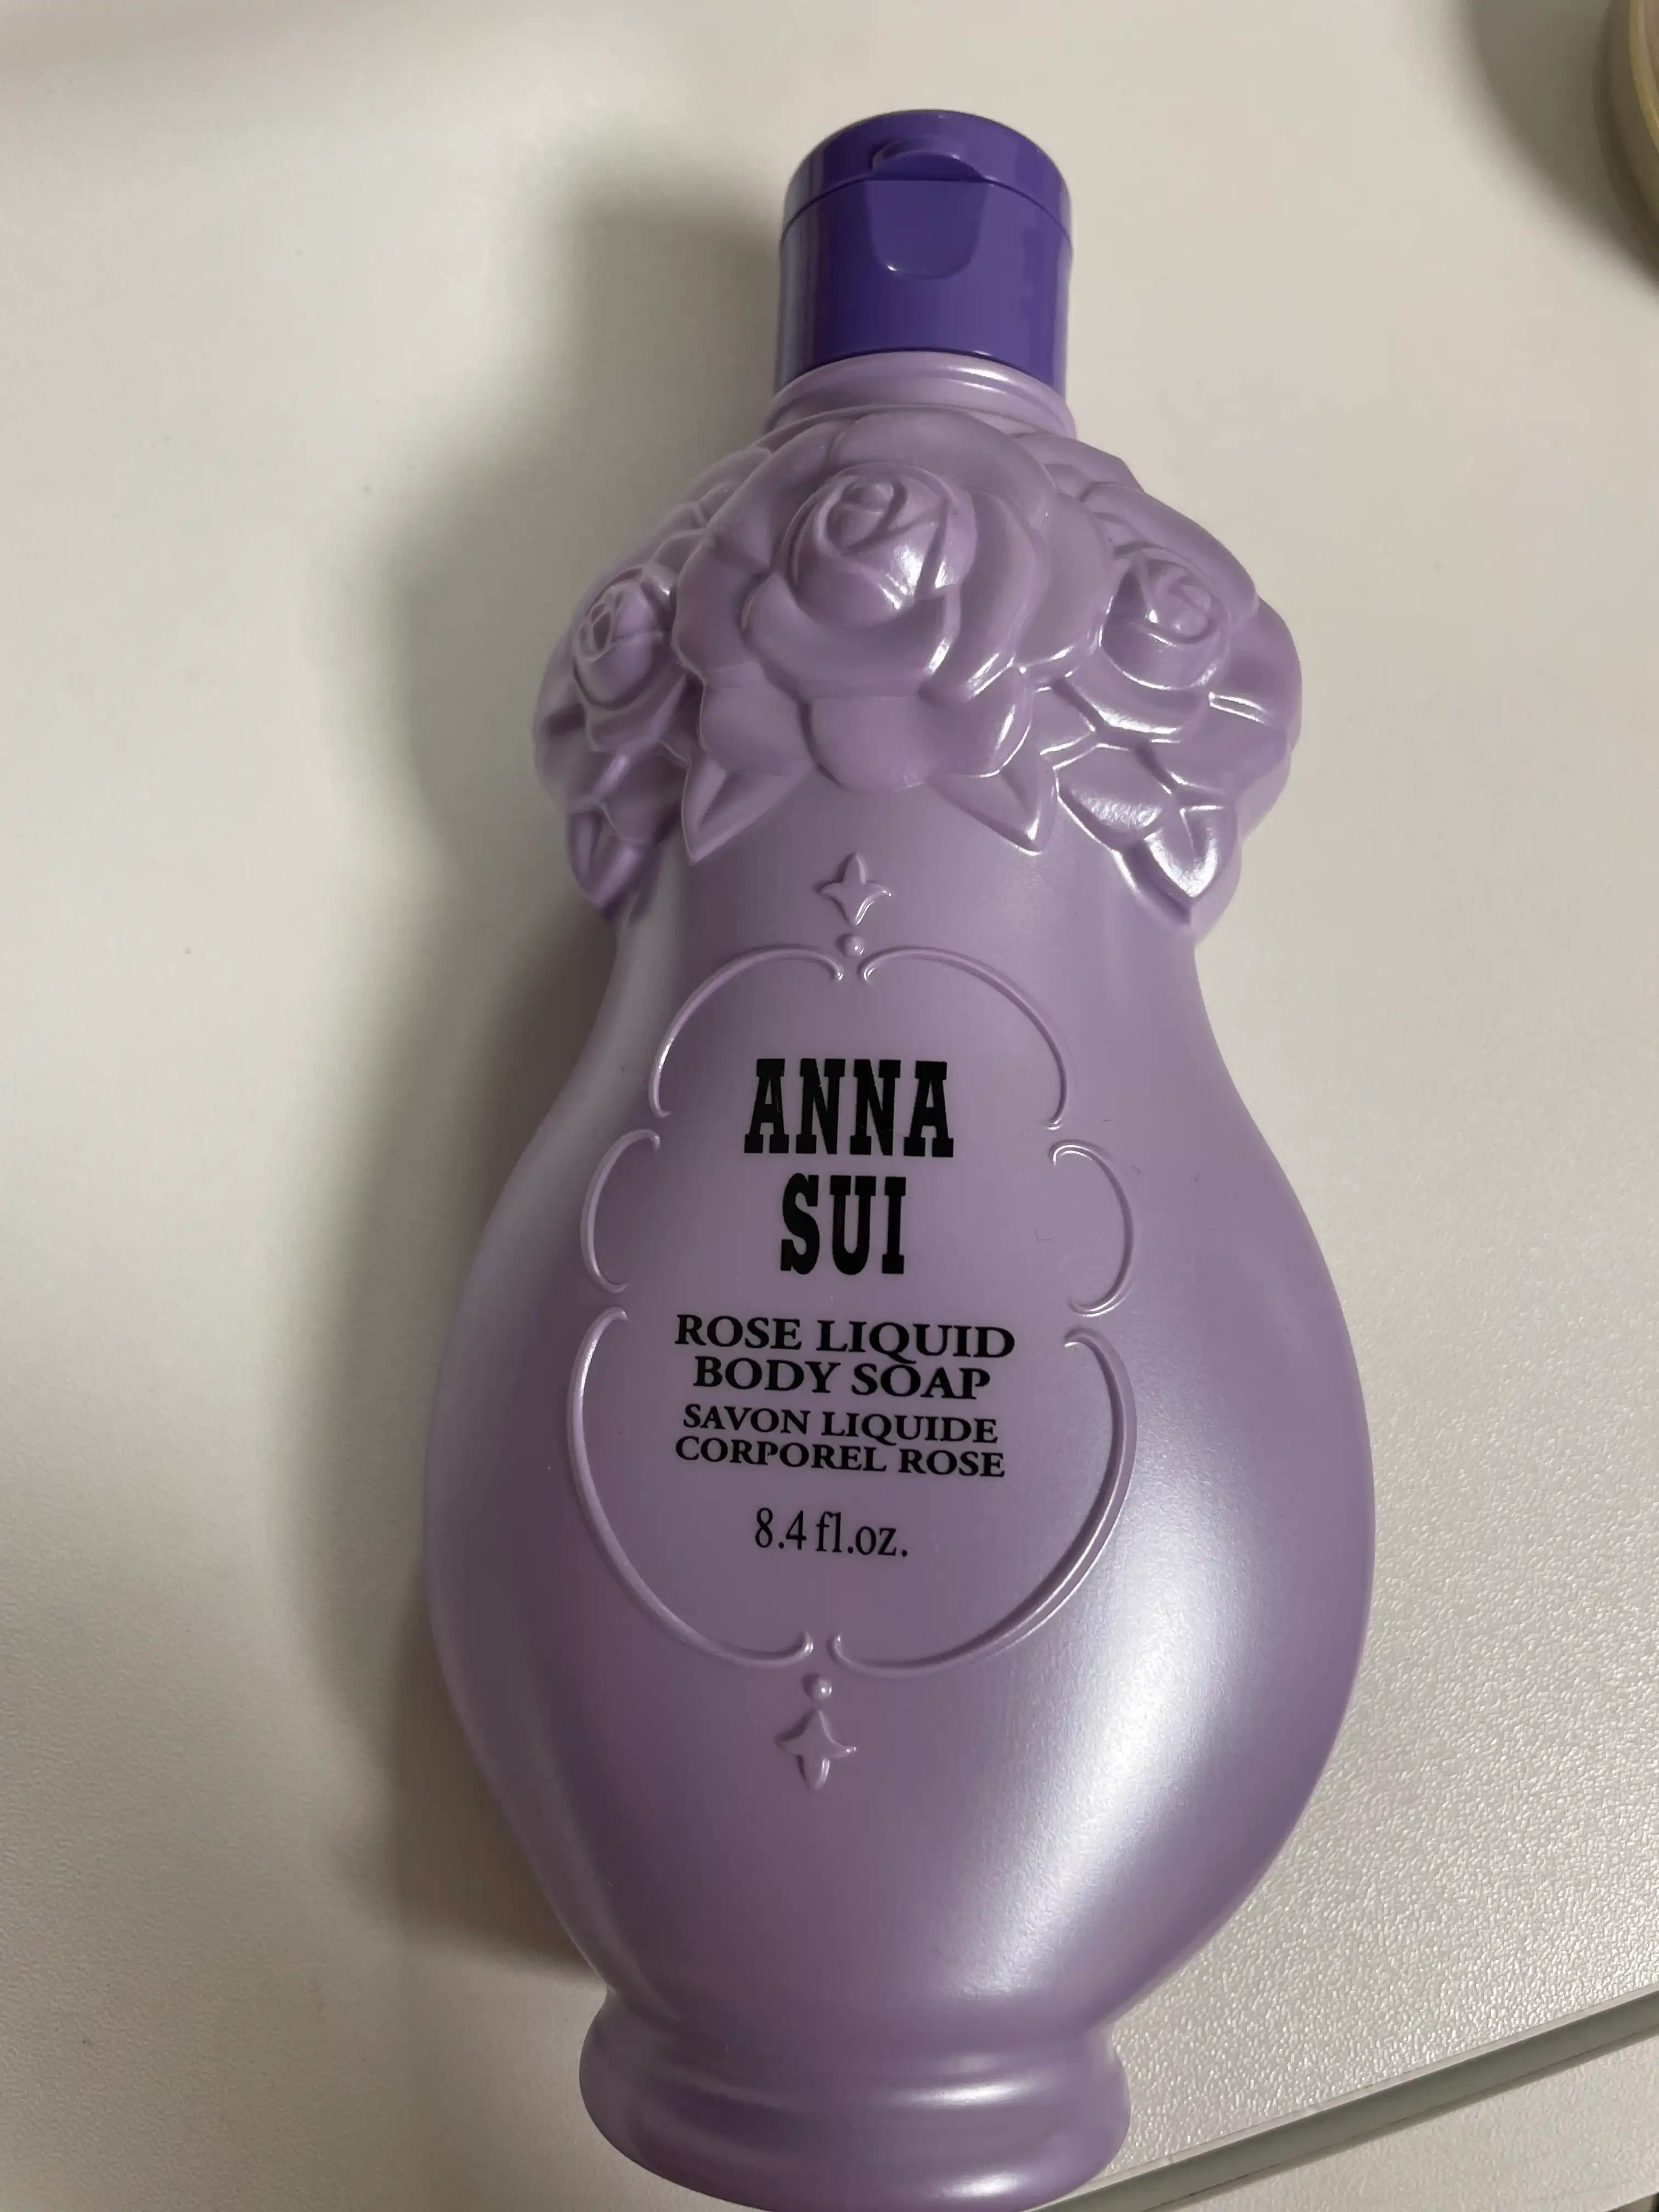 ANNA
SUI
ROSE LIQUID
BODY SOAP
SAVON LIQUIDE
CORPOREL ROSE
8.4 fl.oz.